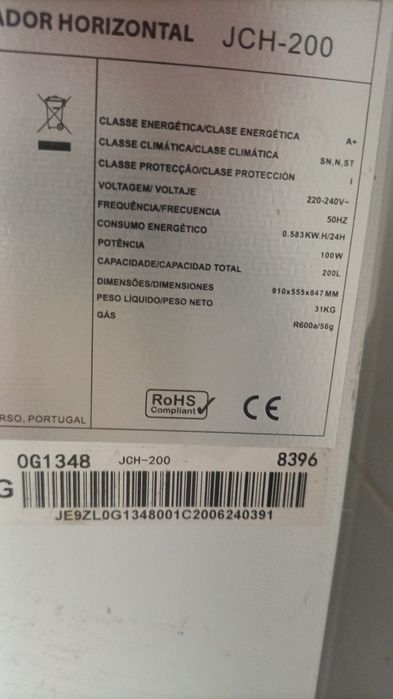 ADOR HORIZONTAL JCH-200
CLASSE ENERGÉTICA/CLASE ENERGÉTICA A+
CLASSE CLIMÁTICA/CLASE CLIMÁTICA SN,N,ST
CLASSE PROTECÇÃO/CLASE PROTECCIÓN I
VOLTAGEM/ VOLTAJE 220-240V~
FREQUÊNCIA/FRECUENCIA 50HZ
CONSUMO ENERGÉTICO 0.583KW.H/24H
POTÊNCIA 100W
CAPACIDADE/CAPACIDAD TOTAL 200L
DIMENSÕES/DIMENSIONES 910x555x847MM
PESO LÍQUIDO/PESO NETO 31KG
GÁS R600a/56g
RoHS
Compliant
CE
RSO, PORTUGAL
0G1348 JCH-200 8396
G
JE9ZL0G1348001C2006240391